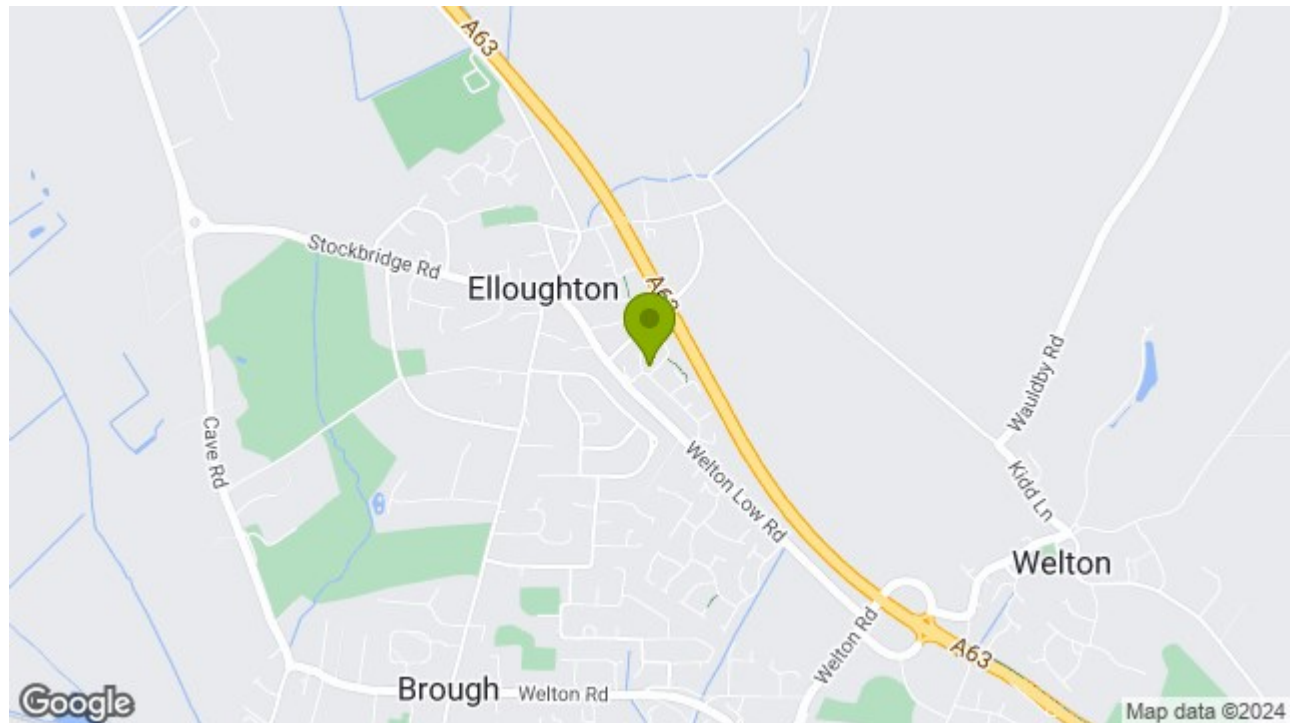 A63
Stockbridge Rd
Elloughton
A63
Wauldby Rd
Cave Rd
Welton Low Rd
Kidd Ln
Welton
Welton Rd
A63
Brough
Welton Rd
Google
Map data ©2024